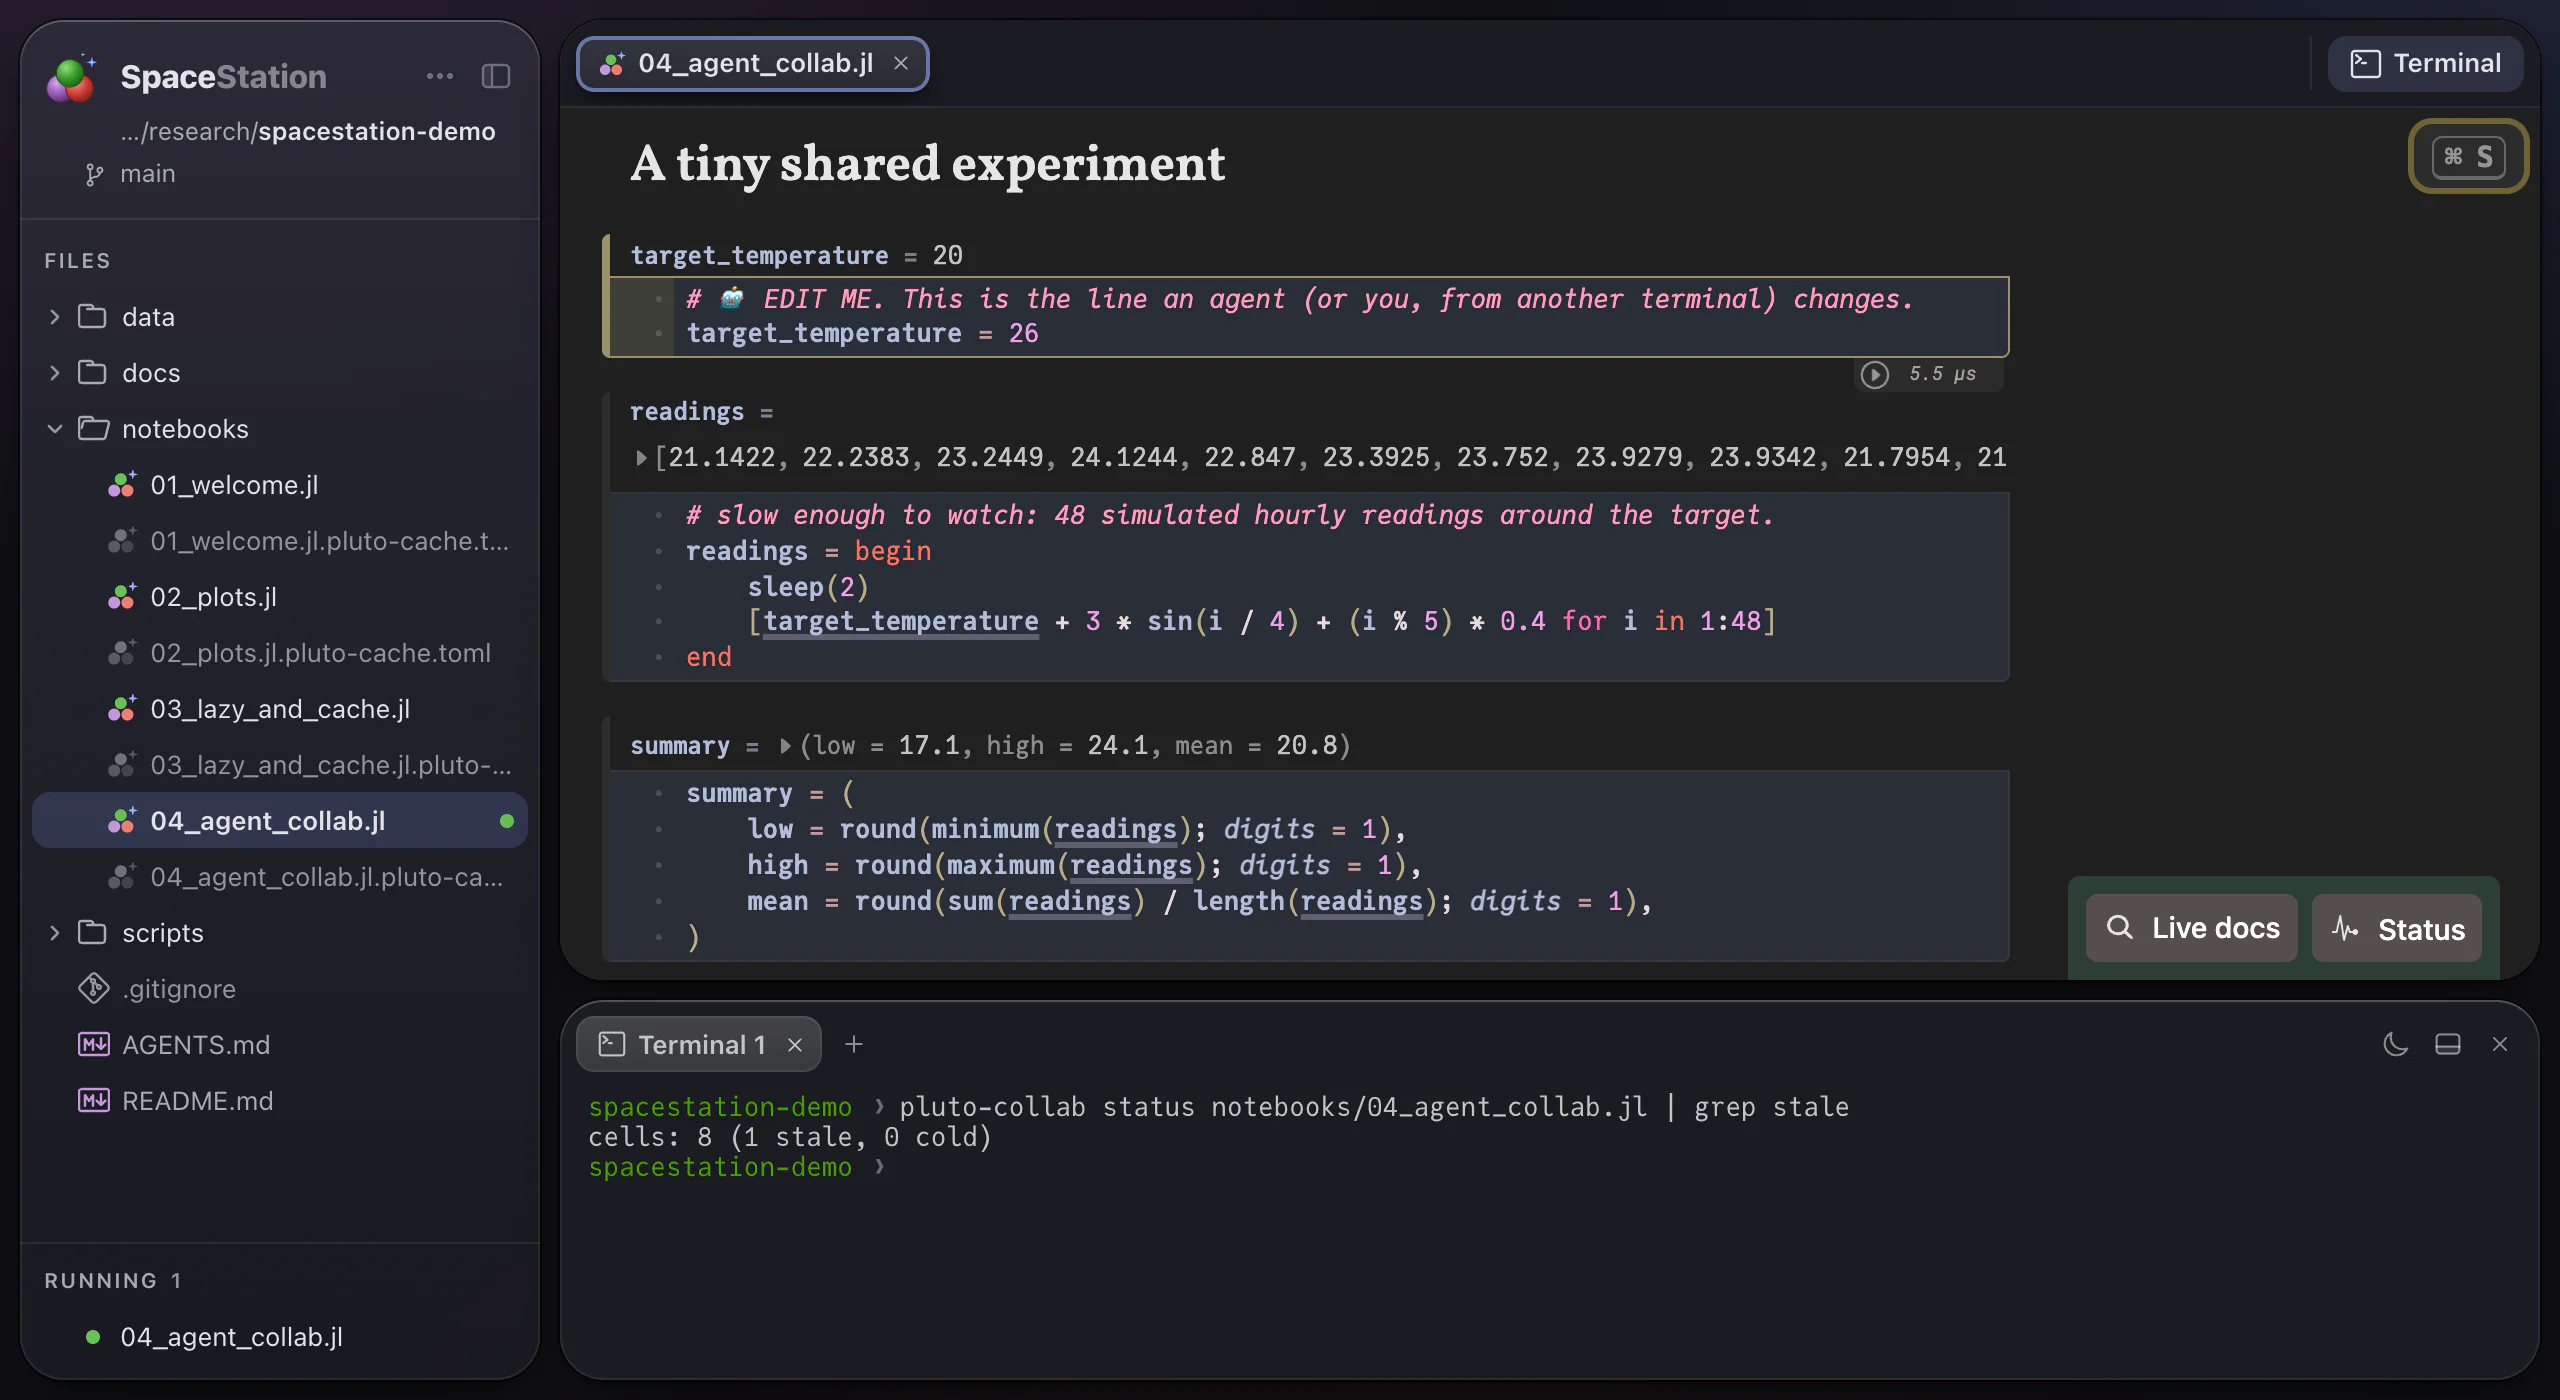 SpaceStation
.../research/spacestation-demo
main
FILES
data
docs
notebooks
01_welcome.jl
01_welcome.jl.pluto-cache.t...
02_plots.jl
02_plots.jl.pluto-cache.toml
03_lazy_and_cache.jl
03_lazy_and_cache.jl.pluto-...
04_agent_collab.jl
04_agent_collab.jl.pluto-ca...
scripts
.gitignore
AGENTS.md
README.md
RUNNING 1
04_agent_collab.jl
04_agent_collab.jl
Terminal
A tiny shared experiment
⌘ S
target_temperature = 20
# 🤖 EDIT ME. This is the line an agent (or you, from another terminal) changes.
target_temperature = 26
5.5 μs
readings =
[21.1422, 22.2383, 23.2449, 24.1244, 22.847, 23.3925, 23.752, 23.9279, 23.9342, 21.7954, 21
# slow enough to watch: 48 simulated hourly readings around the target.
readings = begin
sleep(2)
[target_temperature + 3 * sin(i / 4) + (i % 5) * 0.4 for i in 1:48]
end
summary = (low = 17.1, high = 24.1, mean = 20.8)
summary = (
low = round(minimum(readings); digits = 1),
high = round(maximum(readings); digits = 1),
mean = round(sum(readings) / length(readings); digits = 1),
)
Live docs
Status
Terminal 1
spacestation-demo › pluto-collab status notebooks/04_agent_collab.jl | grep stale
cells: 8 (1 stale, 0 cold)
spacestation-demo ›